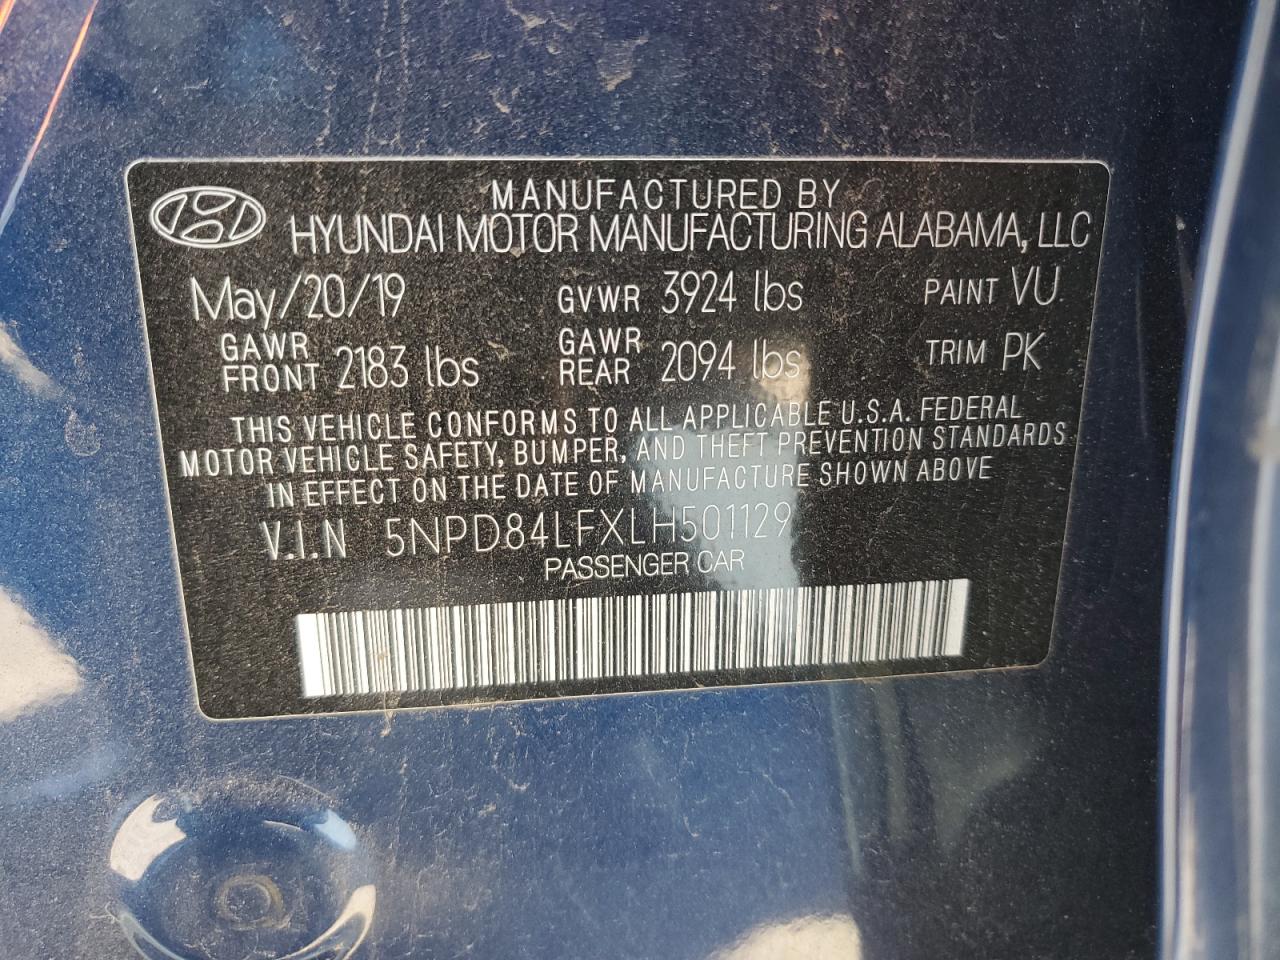 MANUFACTURED BY
HYUNDAI MOTOR MANUFACTURING ALABAMA, LLC
May/20/19 GVWR 3924 lbs PAINT VU
GAWR FRONT 2183 lbs GAWR REAR 2094 lbs TRIM PK
THIS VEHICLE CONFORMS TO ALL APPLICABLE U.S.A. FEDERAL
MOTOR VEHICLE SAFETY, BUMPER, AND THEFT PREVENTION STANDARDS
IN EFFECT ON THE DATE OF MANUFACTURE SHOWN ABOVE
V.I.N 5NPD84LFXLH501129
PASSENGER CAR